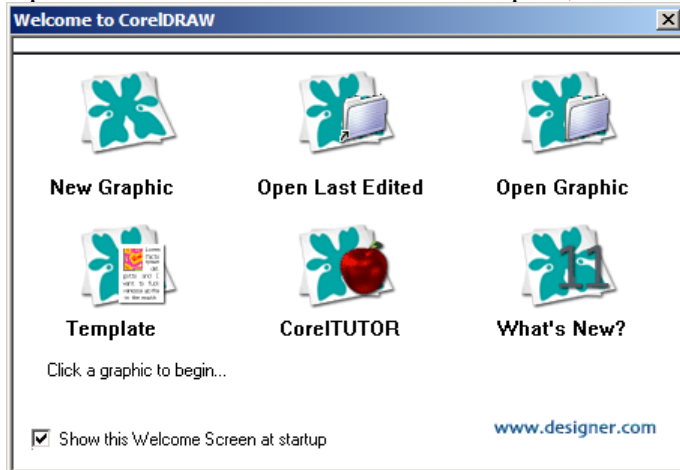 Welcome to CorelDRAW
New Graphic
Open Last Edited
Open Graphic
11
Template
CorelTUTOR
What's New?
Click a graphic to begin...
Show this Welcome Screen at startup
www.designer.com